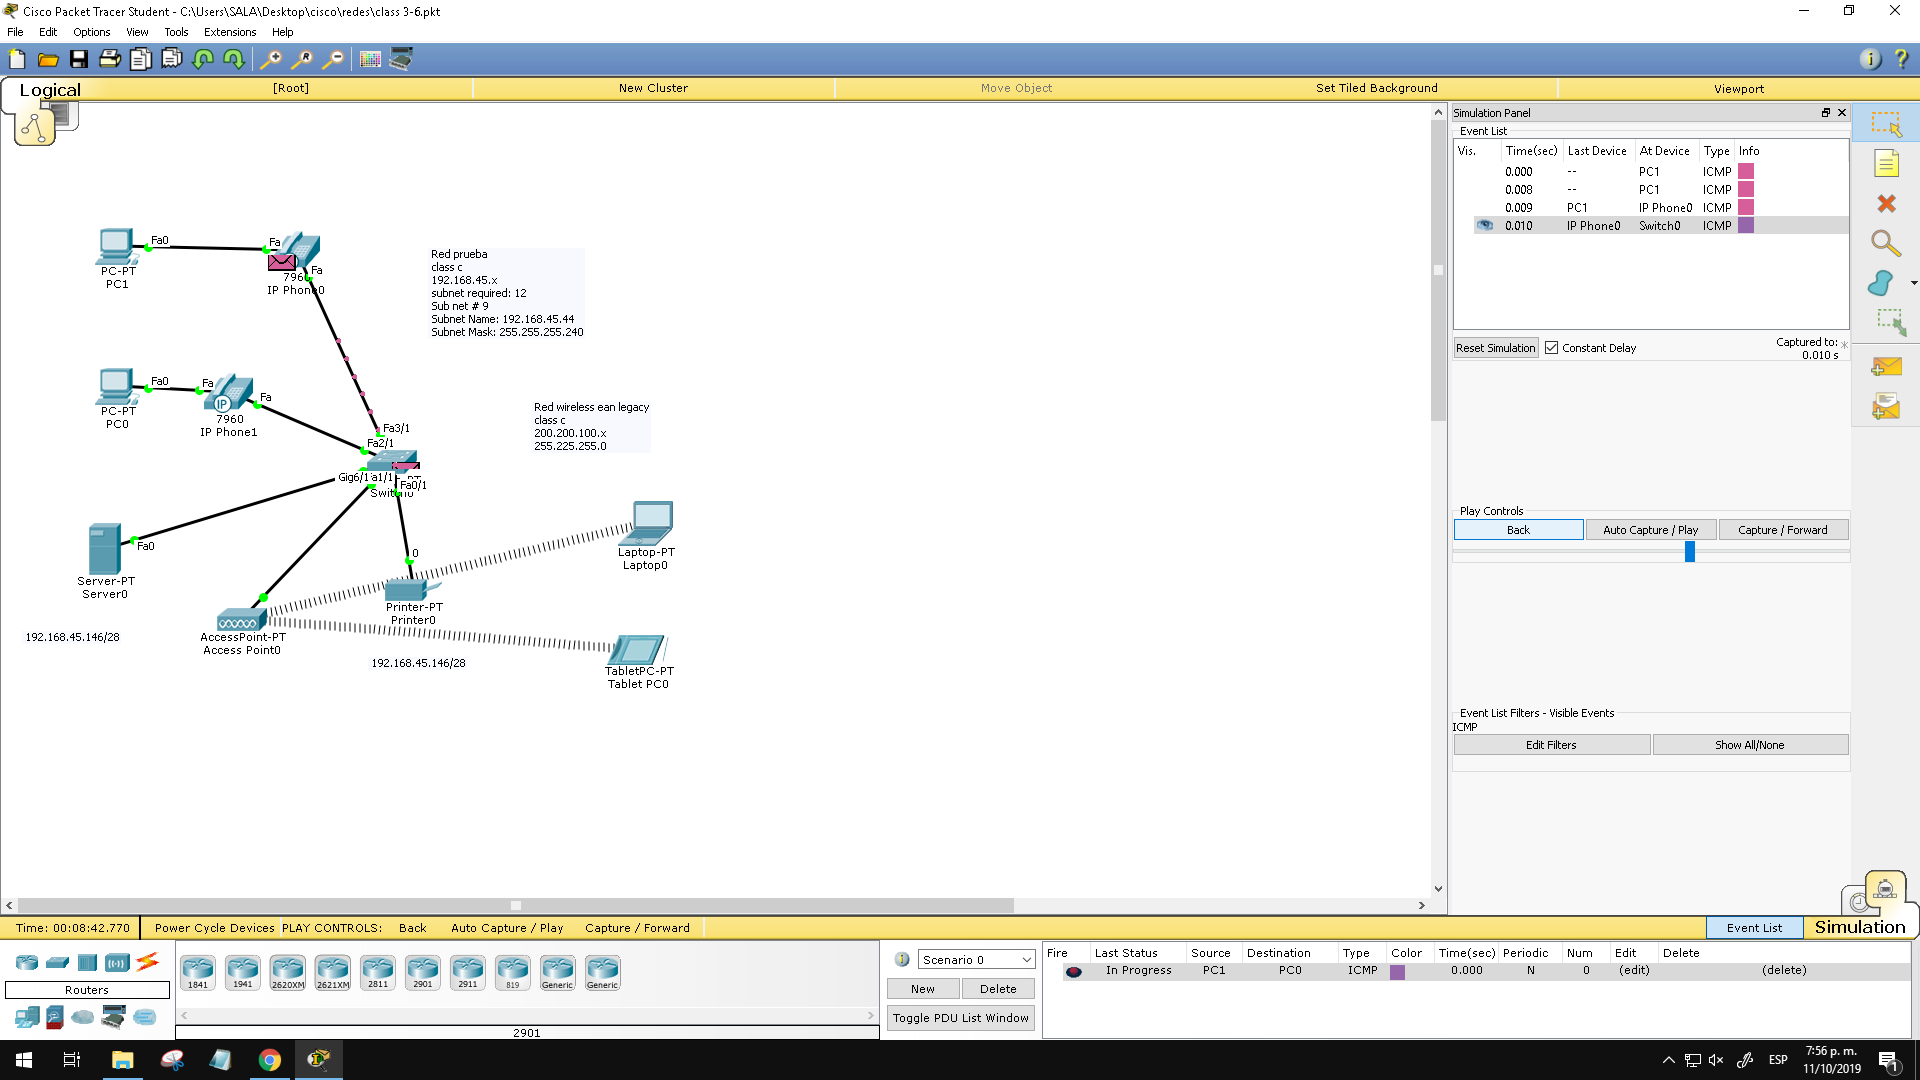 Cisco Packet Tracer Student - C:\Users\SALA\Desktop\cisco\redes\class 3-6.pkt
File Edit Options View Tools Extensions Help
Logical [Root] New Cluster Move Object Set Tiled Background Viewport
Fa0
Fa
PC-PT
PC1
Fa
IP Phone0
Red prueba
class c
192.168.45.x
subnet required: 12
Sub net # 9
Subnet Name: 192.168.45.44
Subnet Mask: 255.255.255.240
Fa0
Fa
Fa
PC-PT
PC0
IP
7960
IP Phone1
Red wireless ean legacy
class c
200.200.100.x
255.225.255.0
Fa3/1
Fa2/1
Gig6/1
Fa0/1
Fa0
Server-PT
Server0
192.168.45.146/28
AccessPoint-PT
Access Point0
0
Printer-PT
Printer0
192.168.45.146/28
Laptop-PT
Laptop0
TabletPC-PT
Tablet PC0
Simulation Panel
Event List
Vis. Time(sec) Last Device At Device Type Info
0.000 -- PC1 ICMP
0.008 -- PC1 ICMP
0.009 PC1 IP Phone0 ICMP
0.010 IP Phone0 Switch0 ICMP
Reset Simulation Constant Delay Captured to: *
0.010 s
Play Controls
Back Auto Capture / Play Capture / Forward
Event List Filters - Visible Events
ICMP
Edit Filters Show All/None
Time: 00:08:42.770 Power Cycle Devices PLAY CONTROLS: Back Auto Capture / Play Capture / Forward Event List Simulation
Routers
1841 1941 2620XM 2621XM 2811 2901 2911 819 Generic Generic
2901
Scenario 0
New Delete
Toggle PDU List Window
Fire Last Status Source Destination Type Color Time(sec) Periodic Num Edit Delete
In Progress PC1 PC0 ICMP 0.000 N 0 (edit) (delete)
ESP
7:56 p. m.
11/10/2019
1